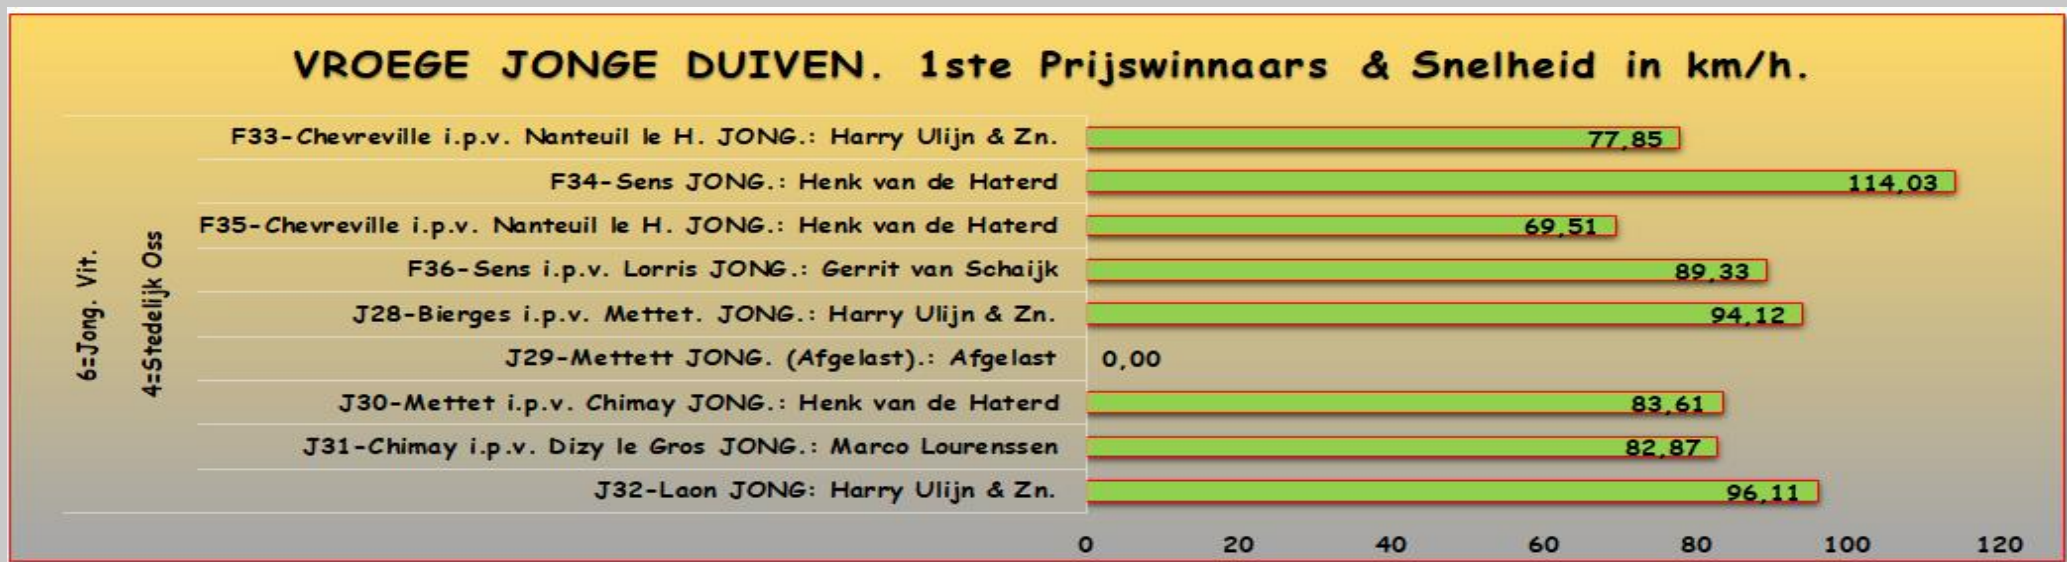 VROEGE JONGE DUIVEN. 1ste Prijswinnaars & Snelheid in km/h.
6=Jong. Vit.
4=Stedelijk Oss
F33-Chevreville i.p.v. Nanteuil le H. JONG.: Harry Ulijn & Zn. 77,85
F34-Sens JONG.: Henk van de Haterd 114,03
F35-Chevreville i.p.v. Nanteuil le H. JONG.: Henk van de Haterd 69,51
F36-Sens i.p.v. Lorris JONG.: Gerrit van Schaijk 89,33
J28-Bierges i.p.v. Mettet. JONG.: Harry Ulijn & Zn. 94,12
J29-Mettett JONG. (Afgelast).: Afgelast 0,00
J30-Mettet i.p.v. Chimay JONG.: Henk van de Haterd 83,61
J31-Chimay i.p.v. Dizy le Gros JONG.: Marco Lourenssen 82,87
J32-Laon JONG: Harry Ulijn & Zn. 96,11
0 20 40 60 80 100 120